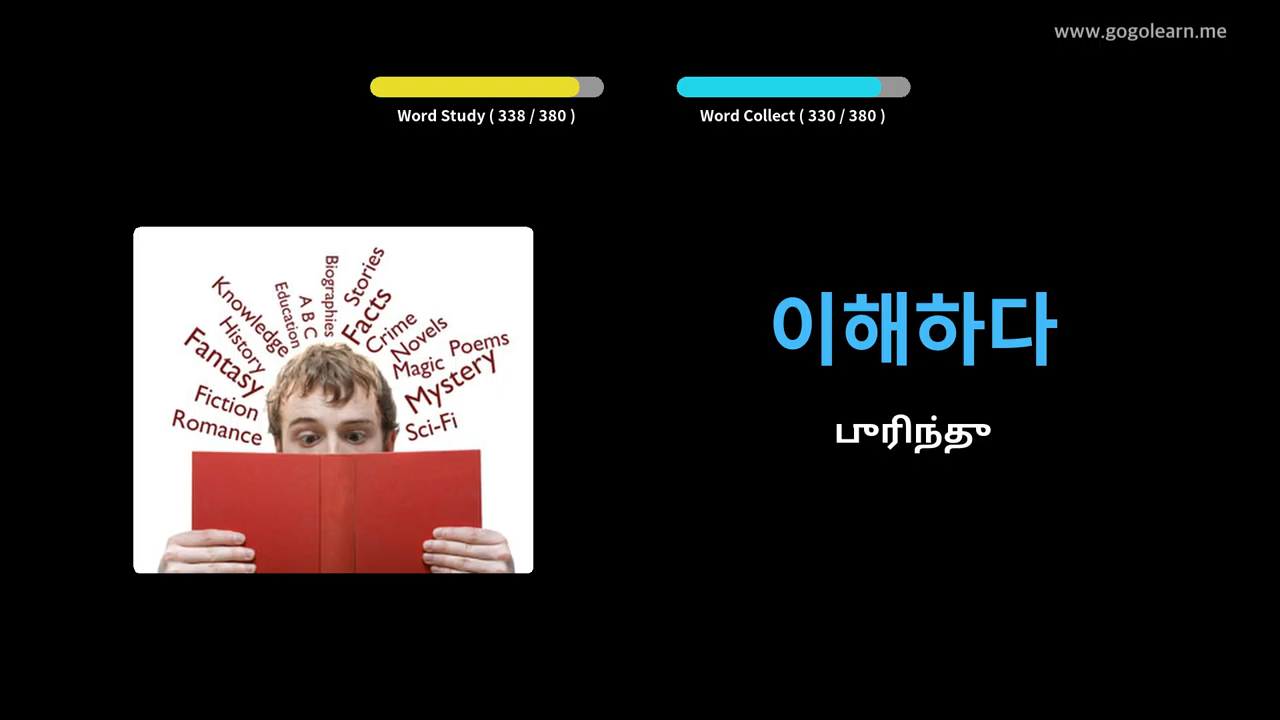 www.gogolearn.me
Word Study ( 338 / 380 )
Word Collect ( 330 / 380 )
Knowledge
History
Education
A B C
Biographies
Stories
Facts
Crime
Novels
Magic
Poems
Mystery
Sci-Fi
Fantasy
Fiction
Romance
이해하다
புரிந்து